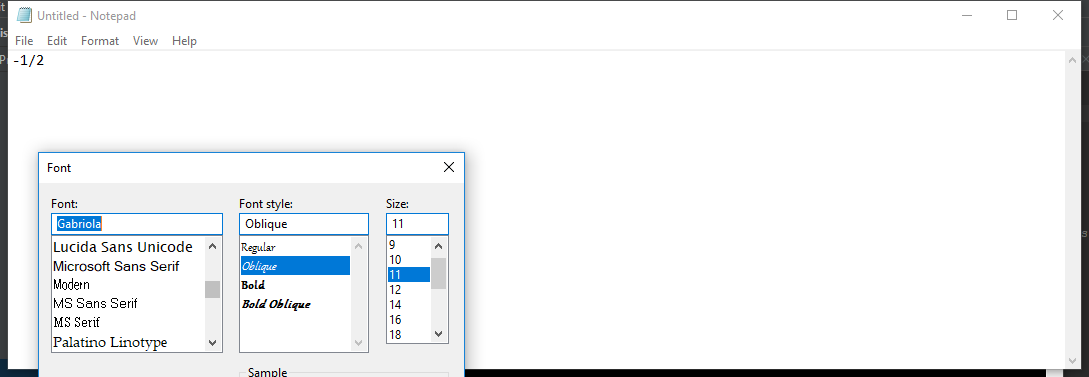 Untitled - Notepad
File Edit Format View Help
-1/2
Font
Font: Font style: Size:
Gabriola Oblique 11
Lucida Sans Unicode
Microsoft Sans Serif
Modern
MS Sans Serif
MS Serif
Palatino Linotype
Regular
Oblique
Bold
Bold Oblique
9
10
11
12
14
16
18
Sample